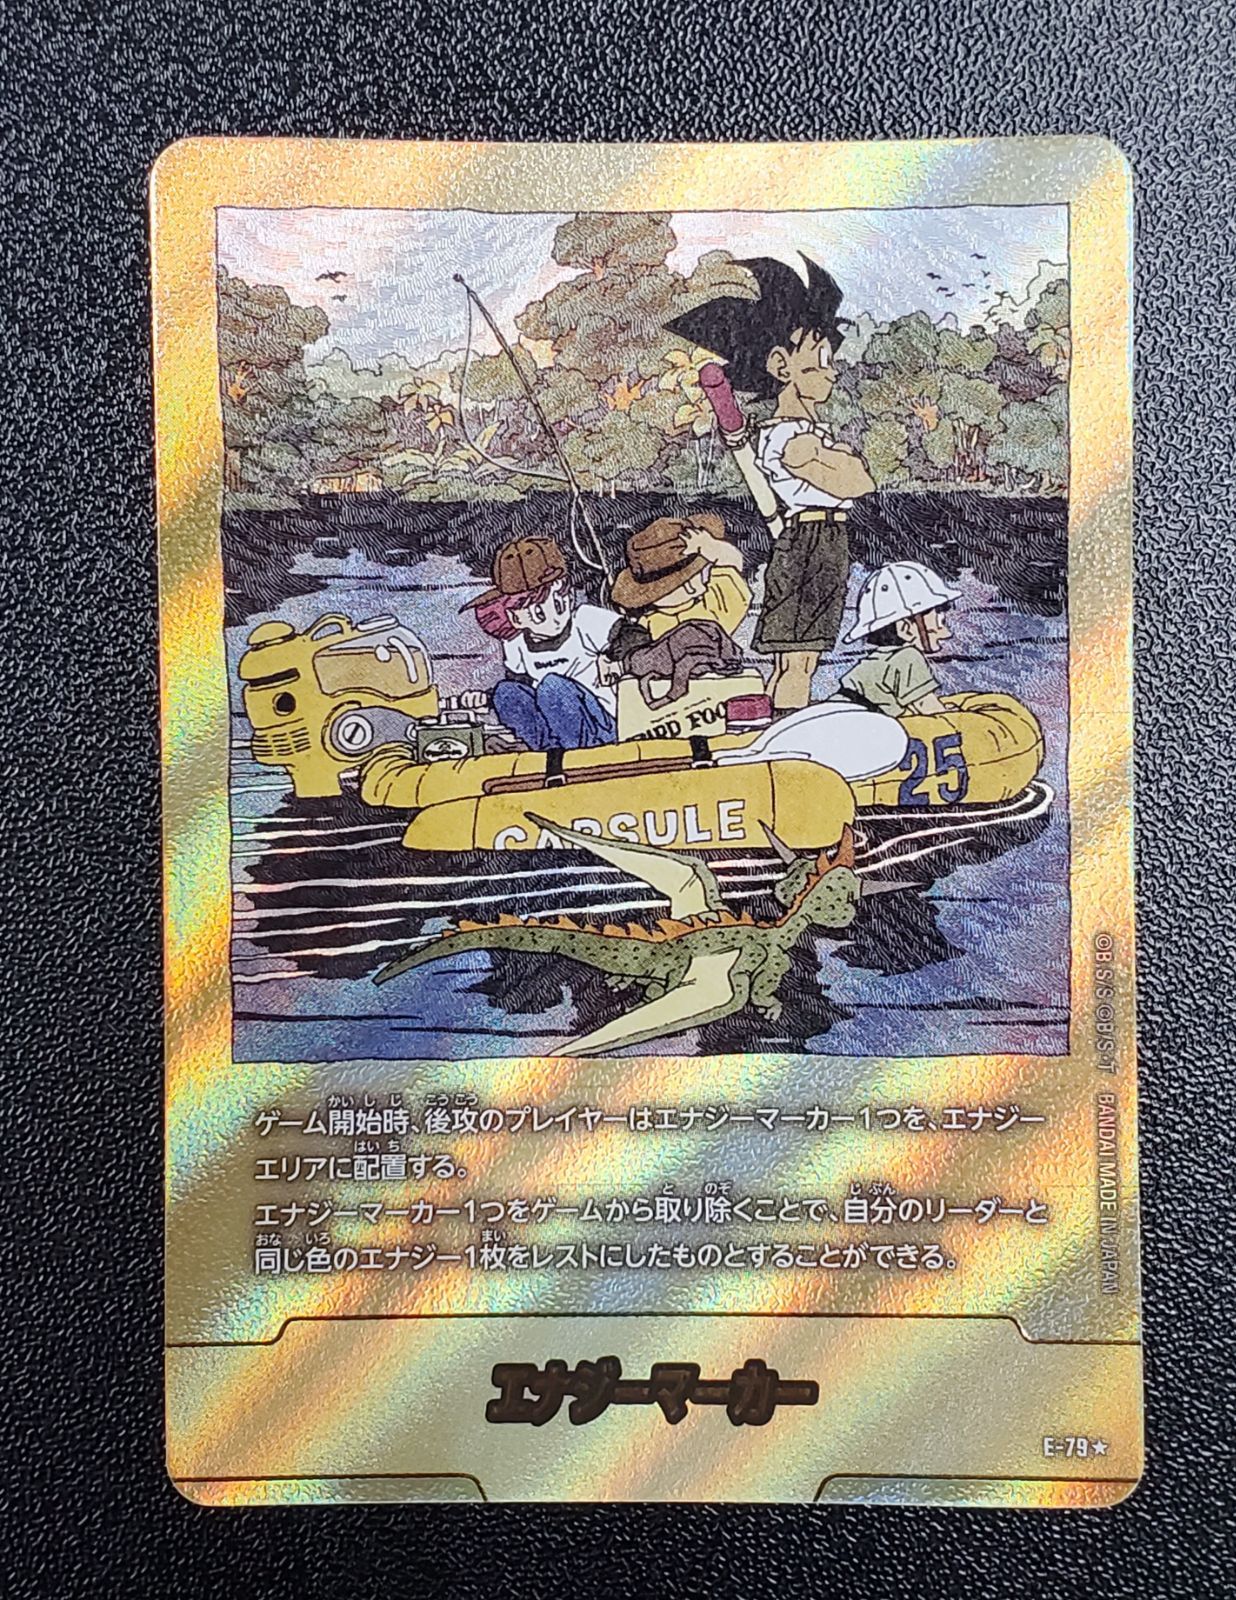 BIRD FOO
25
CAPSULE
ゲーム開始時、後攻のプレイヤーはエナジーマーカー1つを、エナジー
エリアに配置する。
エナジーマーカー1つをゲームから取り除くことで、自分のリーダーと
同じ色のエナジー1枚をレストにしたものとすることができる。
エナジーマーカー
E-79★
©B.S/S ©B/S・T BANDAI MADE IN JAPAN